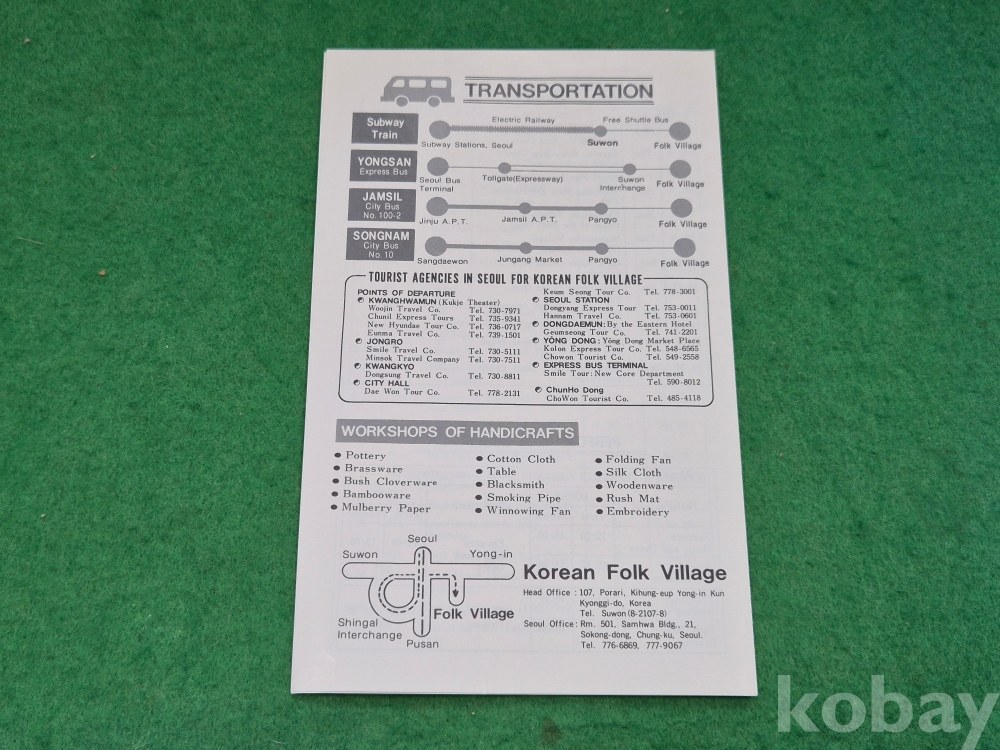 TRANSPORTATION
Subway
Train
Electric Railway
Free Shuttle Bus
Subway Stations, Seoul
Suwon
Folk Village
YONGSAN
Express Bus
Seoul Bus
Terminal
Tollgate(Expressway)
Suwon
Interchange
Folk Village
JAMSIL
City Bus
No. 100-2
Jinju A.P.T.
Jamsil A.P.T.
Pangyo
Folk Village
SONGNAM
City Bus
No. 10
Sangdaewon
Jungang Market
Pangyo
Folk Village
TOURIST AGENCIES IN SEOUL FOR KOREAN FOLK VILLAGE
POINTS OF DEPARTURE
KWANGHWAMUN (Kukje Theater)
Woojin Travel Co. Tel. 730-7971
Chunil Express Tours Tel. 735-9341
New Hyundae Tour Co. Tel. 736-0717
Eunma Travel Co. Tel. 739-1501
JONGRO
Smile Travel Co. Tel. 730-5111
Minsok Travel Company Tel. 730-7511
KWANGKYO
Dongsung Travel Co. Tel. 730-8811
CITY HALL
Dae Won Tour Co. Tel. 778-2131
Keum Seong Tour Co. Tel. 778-3001
SEOUL STATION
Dongyang Express Tour Tel. 753-0011
Hannam Travel Co. Tel. 753-0601
DONGDAEMUN: By the Eastern Hotel
Geumseong Tour Co. Tel. 741-2201
YŎNG DONG: Yŏng Dong Market Place
Kolon Express Tour Co. Tel. 548-6565
Chowon Tourist Co. Tel. 549-2558
EXPRESS BUS TERMINAL
Smile Tour: New Core Department
Tel. 590-8012
ChunHo Dong
ChoWon Tourist Co. Tel. 485-4118
WORKSHOPS OF HANDICRAFTS
• Pottery
• Brassware
• Bush Cloverware
• Bambooware
• Mulberry Paper
• Cotton Cloth
• Table
• Blacksmith
• Smoking Pipe
• Winnowing Fan
• Folding Fan
• Silk Cloth
• Woodenware
• Rush Mat
• Embroidery
Seoul
Suwon
Yong-in
Folk Village
Shingal
Interchange
Pusan
Korean Folk Village
Head Office : 107, Porari, Kihung-eup Yong-in Kun
Kyonggi-do, Korea
Tel. Suwon (8-2107-8)
Seoul Office : Rm. 501, Samhwa Bldg., 21,
Sokong-dong, Chung-ku, Seoul.
Tel. 776-6869, 777-9067
kobay